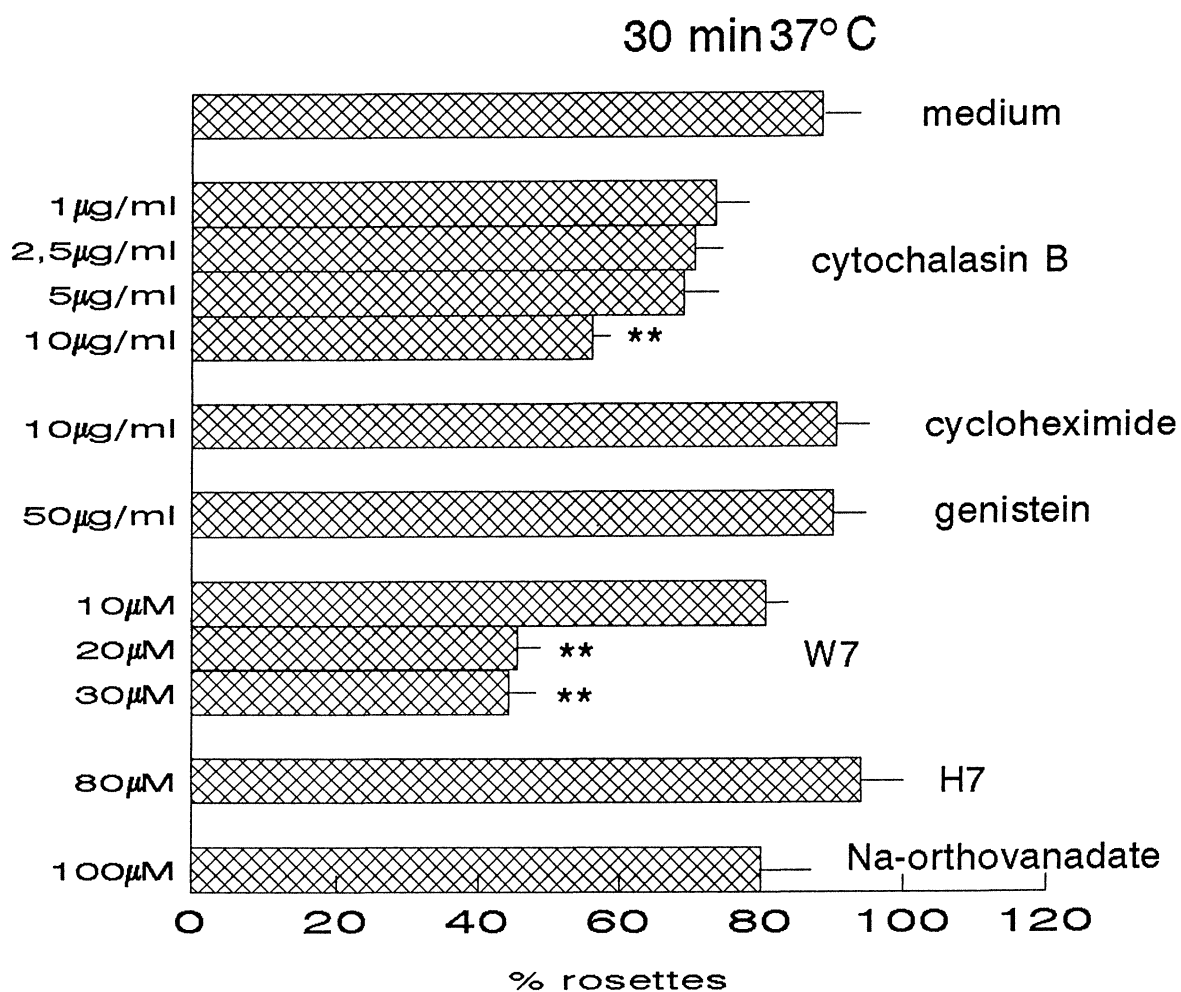 30 min 37° C
medium
1µg/ml
2,5µg/ml
5µg/ml
10µg/ml **
cytochalasin B
10µg/ml cycloheximide
50µg/ml genistein
10µM
20µM **
30µM **
W7
80µM H7
100µM Na-orthovanadate
0 20 40 60 80 100 120
% rosettes